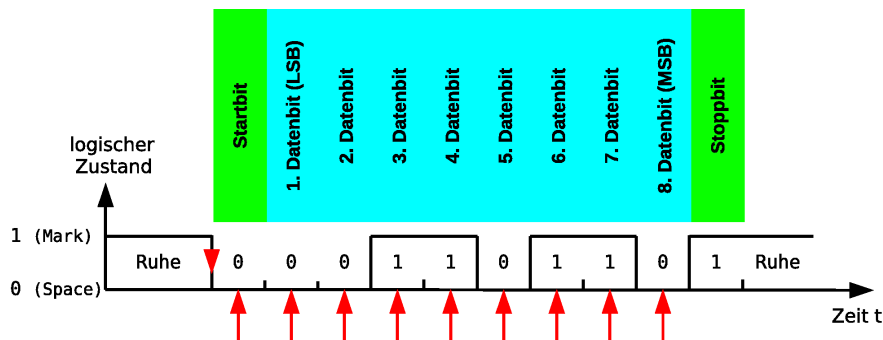 Startbit
1. Datenbit (LSB)
2. Datenbit
3. Datenbit
4. Datenbit
5. Datenbit
6. Datenbit
7. Datenbit
8. Datenbit (MSB)
Stoppbit
logischer
Zustand
1 (Mark)
Ruhe 0 0 0 1 1 0 1 1 0 1 Ruhe
0 (Space)
Zeit t